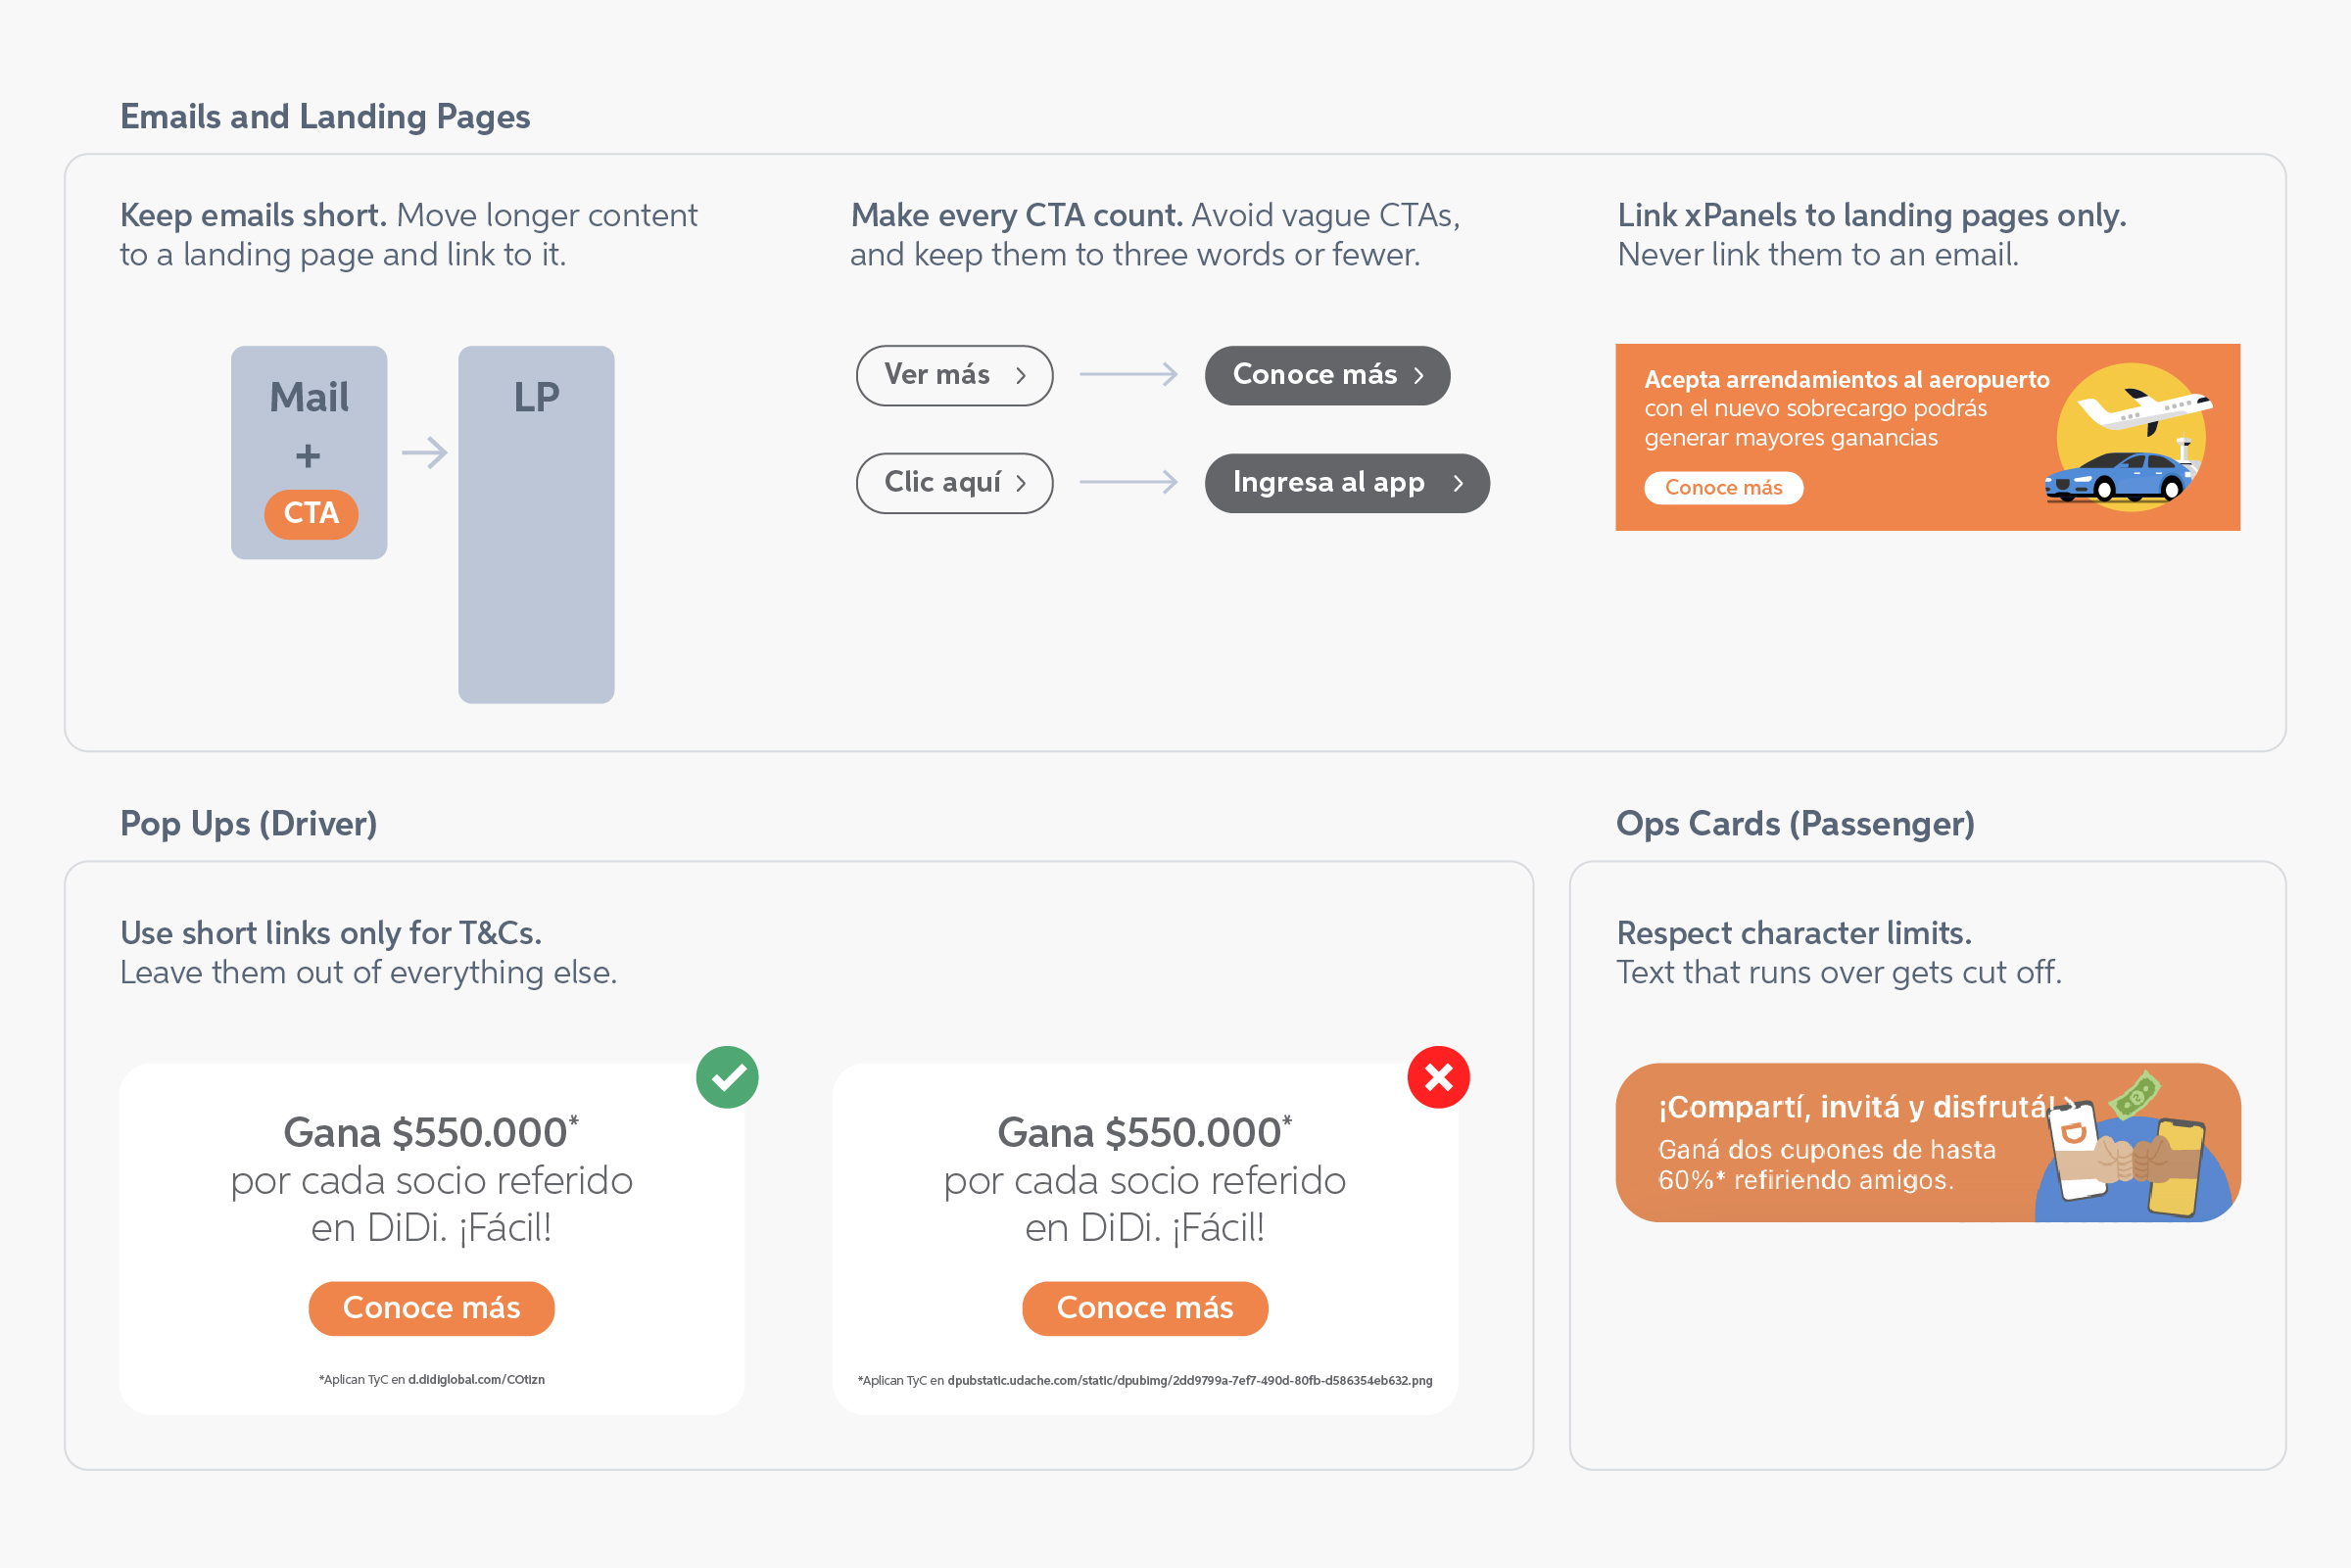 Emails and Landing Pages
Keep emails short. Move longer content
to a landing page and link to it.
Mail
+
CTA
LP
Make every CTA count. Avoid vague CTAs,
and keep them to three words or fewer.
Ver más
Conoce más
Clic aquí
Ingresa al app
Link xPanels to landing pages only.
Never link them to an email.
Acepta arrendamientos al aeropuerto
con el nuevo sobrecargo podrás
generar mayores ganancias
Conoce más
Pop Ups (Driver)
Use short links only for T&Cs.
Leave them out of everything else.
Gana $550.000*
por cada socio referido
en DiDi. ¡Fácil!
Conoce más
*Aplican TyC en d.didiglobal.com/COtizn
Gana $550.000*
por cada socio referido
en DiDi. ¡Fácil!
Conoce más
*Aplican TyC en dpubstatic.udache.com/static/dpubimg/2dd9799a-7ef7-490d-80fb-d586354eb632.png
Ops Cards (Passenger)
Respect character limits.
Text that runs over gets cut off.
¡Compartí, invitá y disfrutá!
Ganá dos cupones de hasta
60%* refiriendo amigos.